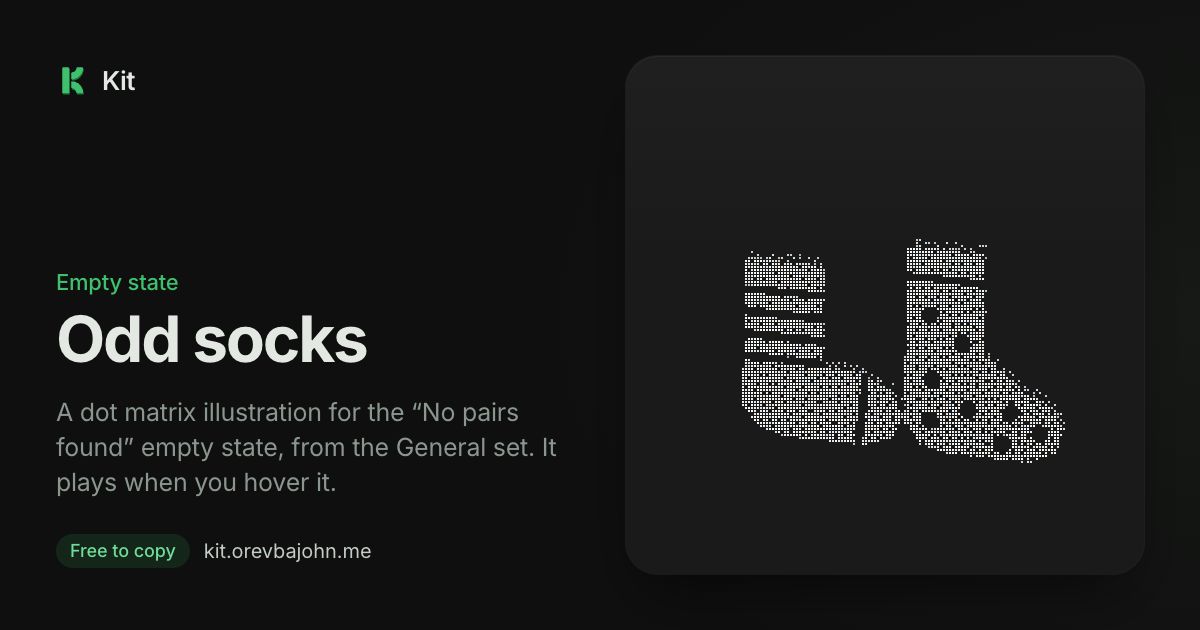 Kit
Empty state
Odd socks
A dot matrix illustration for the “No pairs
found” empty state, from the General set. It
plays when you hover it.
Free to copy
kit.orevbajohn.me